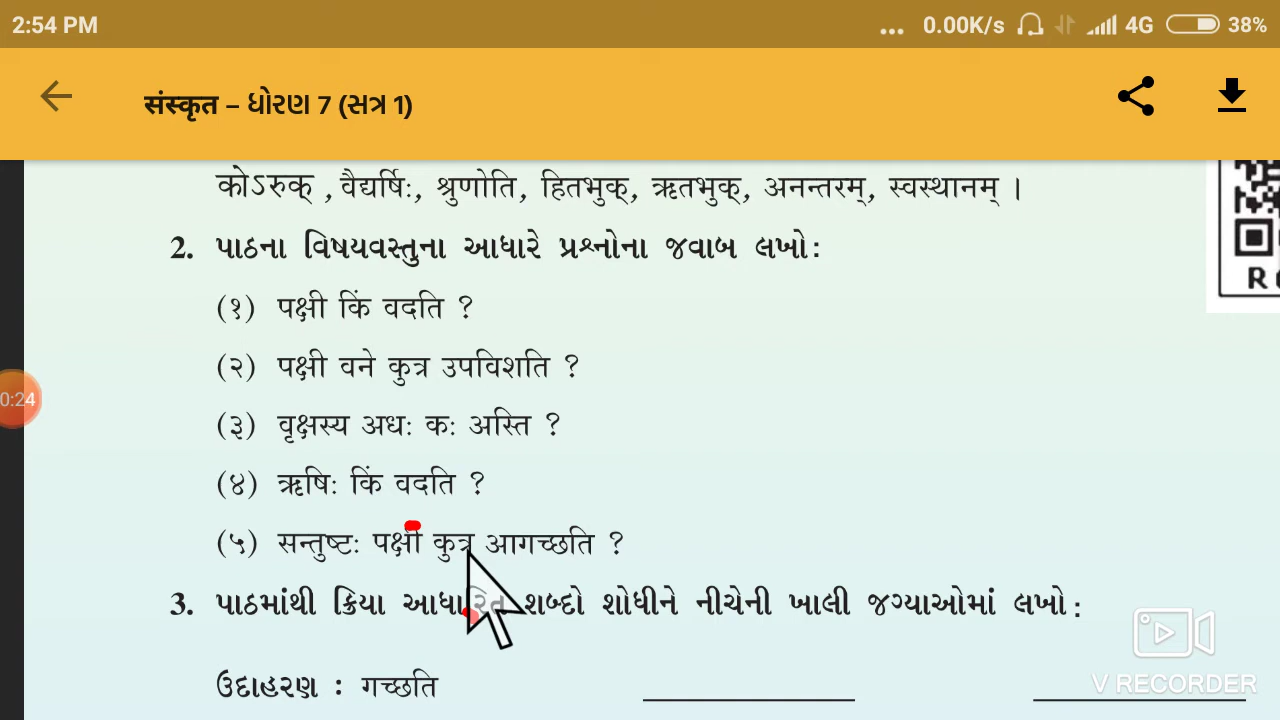 2:54 PM ... 0.00K/s 4G 38%
संस्कृत – ધોરણ 7 (સત્ર 1)
कोऽरुक् , वैद्यर्षिः, श्रुणोति, हितभुक्, ऋतभुक्, अनन्तरम्, स्वस्थानम् ।
2. પાઠના વિષયવસ્તુના આધારે પ્રશ્નોના જવાબ લખો :
(१) पक्षी किं वदति ?
(२) पक्षी वने कुत्र उपविशति ?
(३) वृक्षस्य अधः कः अस्ति ?
(४) ऋषिः किं वदति ?
(५) सन्तुष्टः पक्षी कुत्र आगच्छति ?
0:24
3. પાઠમાંથી ક્રિયા આધારિત શબ્દો શોધીને નીચેની ખાલી જગ્યાઓમાં લખો :
ઉદાહરણ : गच्छति
V RECORDER